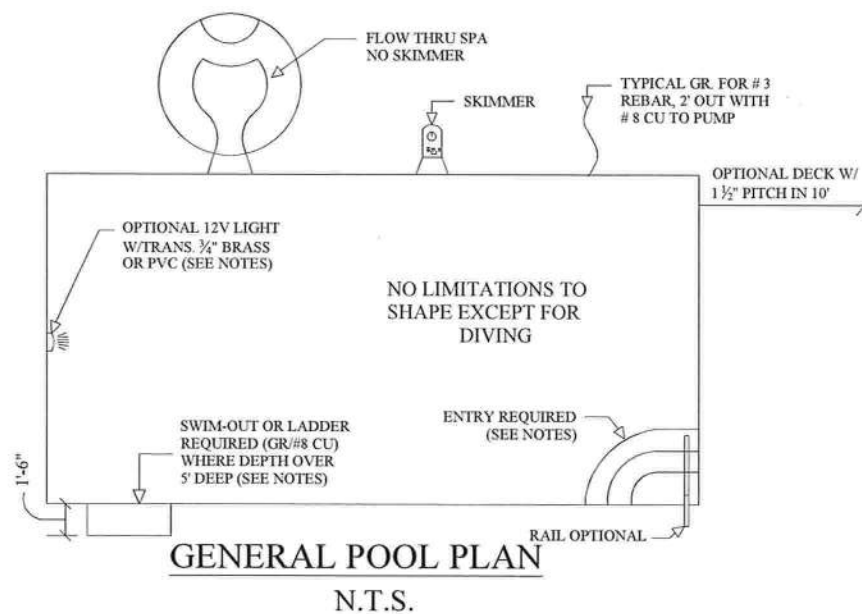 FLOW THRU SPA
NO SKIMMER
SKIMMER
TYPICAL GR. FOR # 3
REBAR, 2' OUT WITH
# 8 CU TO PUMP
OPTIONAL DECK W/
1 ½" PITCH IN 10'
OPTIONAL 12V LIGHT
W/TRANS. ¾" BRASS
OR PVC (SEE NOTES)
NO LIMITATIONS TO
SHAPE EXCEPT FOR
DIVING
SWIM-OUT OR LADDER
REQUIRED (GR/#8 CU)
WHERE DEPTH OVER
5' DEEP (SEE NOTES)
ENTRY REQUIRED
(SEE NOTES)
1'-6"
RAIL OPTIONAL
GENERAL POOL PLAN
N.T.S.